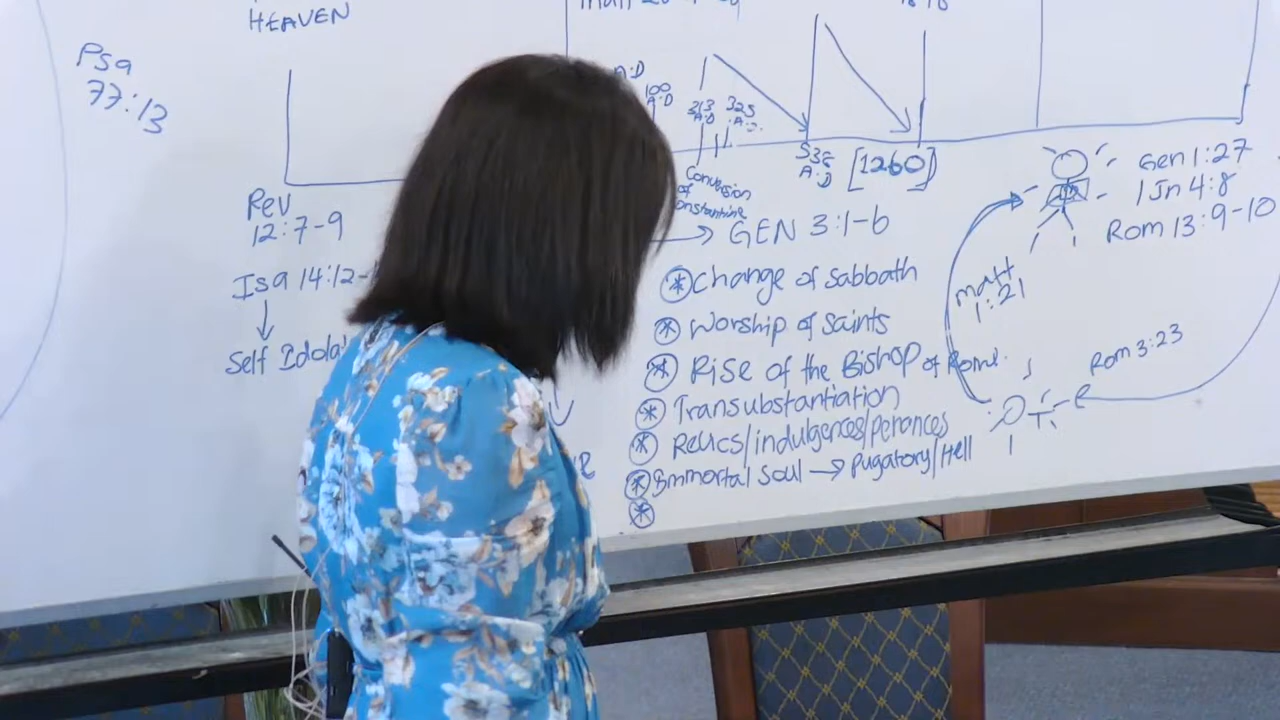 HEAVEN
Psa
77:13
A:D
100
A:D
313
A:D
325
A:D
538
A:D
[1260]
Conversion
of
Constantine
Rev
12:7-9
Isa 14:12-
Self Idola
GEN 3:1-6
Change of Sabbath
Worship of Saints
Rise of the Bishop of Rome.
Transubstantiation
Relics/indulgences/penances
Immortal Soul → Pugatory/Hell
Gen 1:27
1 Jn 4:8
Rom 13:9-10
Matt
1:21
Rom 3:23